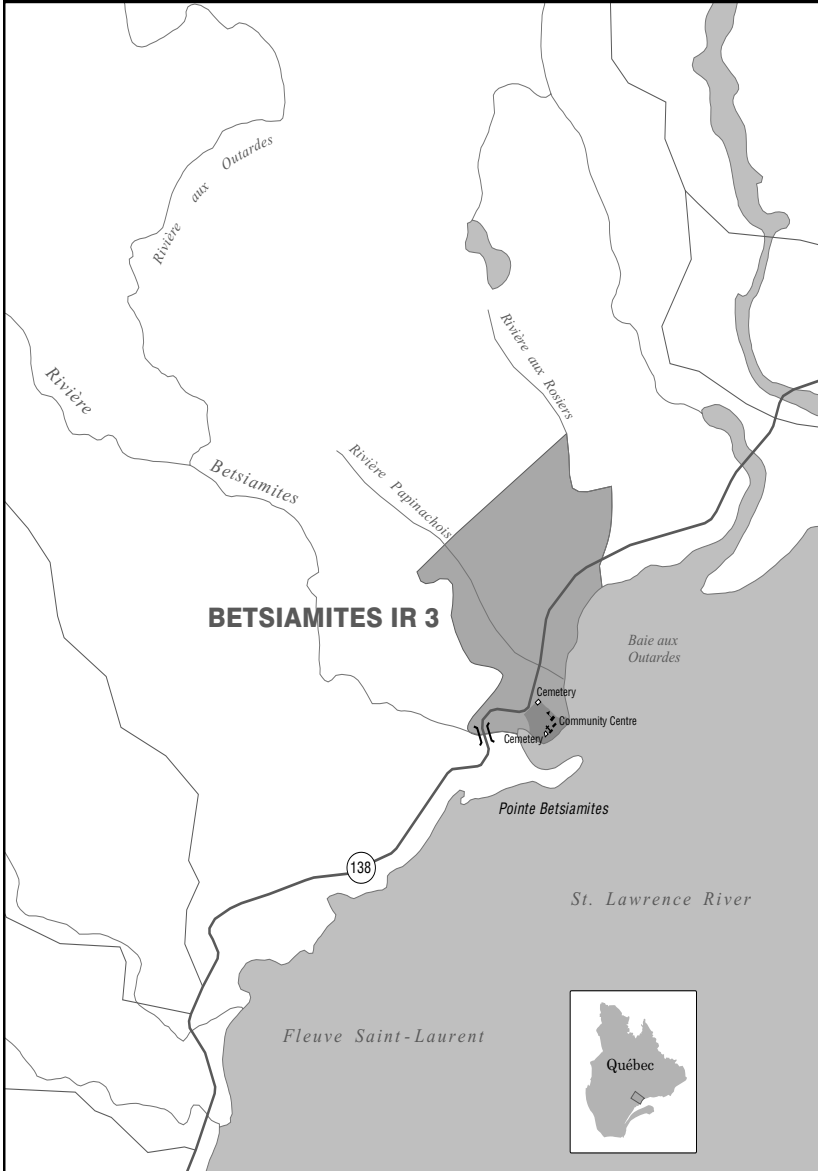 Rivière aux Outardes
Rivière aux Rosiers
Rivière
Betsiamites
Rivière Papinachois
BETSIAMITES IR 3
Baie aux
Outardes
Cemetery
Community Centre
Cemetery
Pointe Betsiamites
138
St. Lawrence River
Fleuve Saint-Laurent
Québec